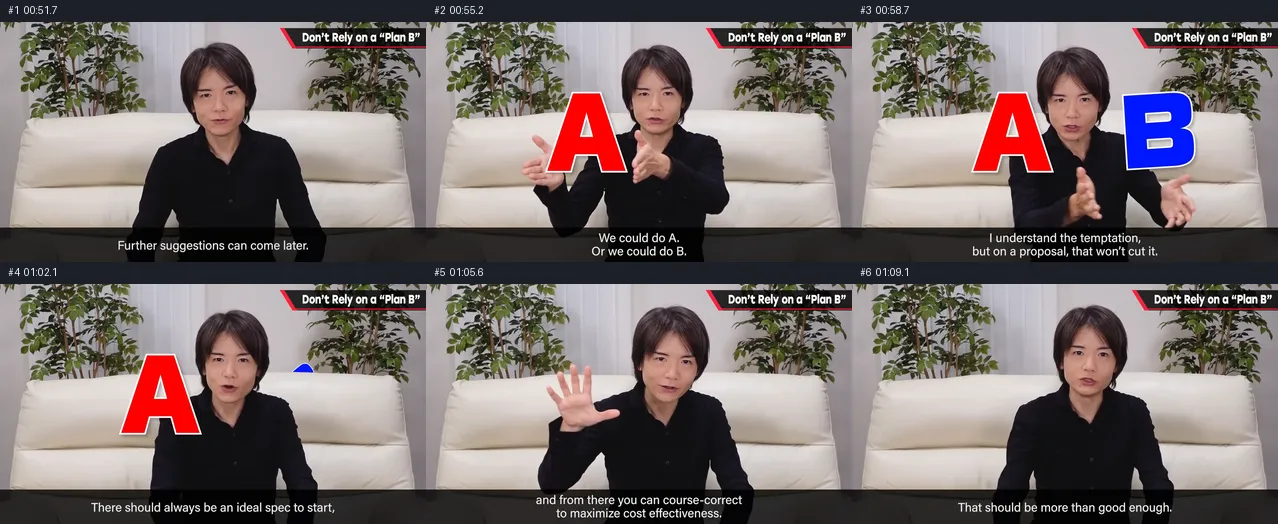 #1 00:51.7
Don't Rely on a “Plan B”
Further suggestions can come later.
#2 00:55.2
Don't Rely on a “Plan B”
A
We could do A.
Or we could do B.
#3 00:58.7
Don't Rely on a “Plan B”
A B
I understand the temptation,
but on a proposal, that won't cut it.
#4 01:02.1
Don't Rely on a “Plan B”
A
There should always be an ideal spec to start,
#5 01:05.6
Don't Rely on a “Plan B”
and from there you can course-correct
to maximize cost effectiveness.
#6 01:09.1
Don't Rely on a “Plan B”
That should be more than good enough.